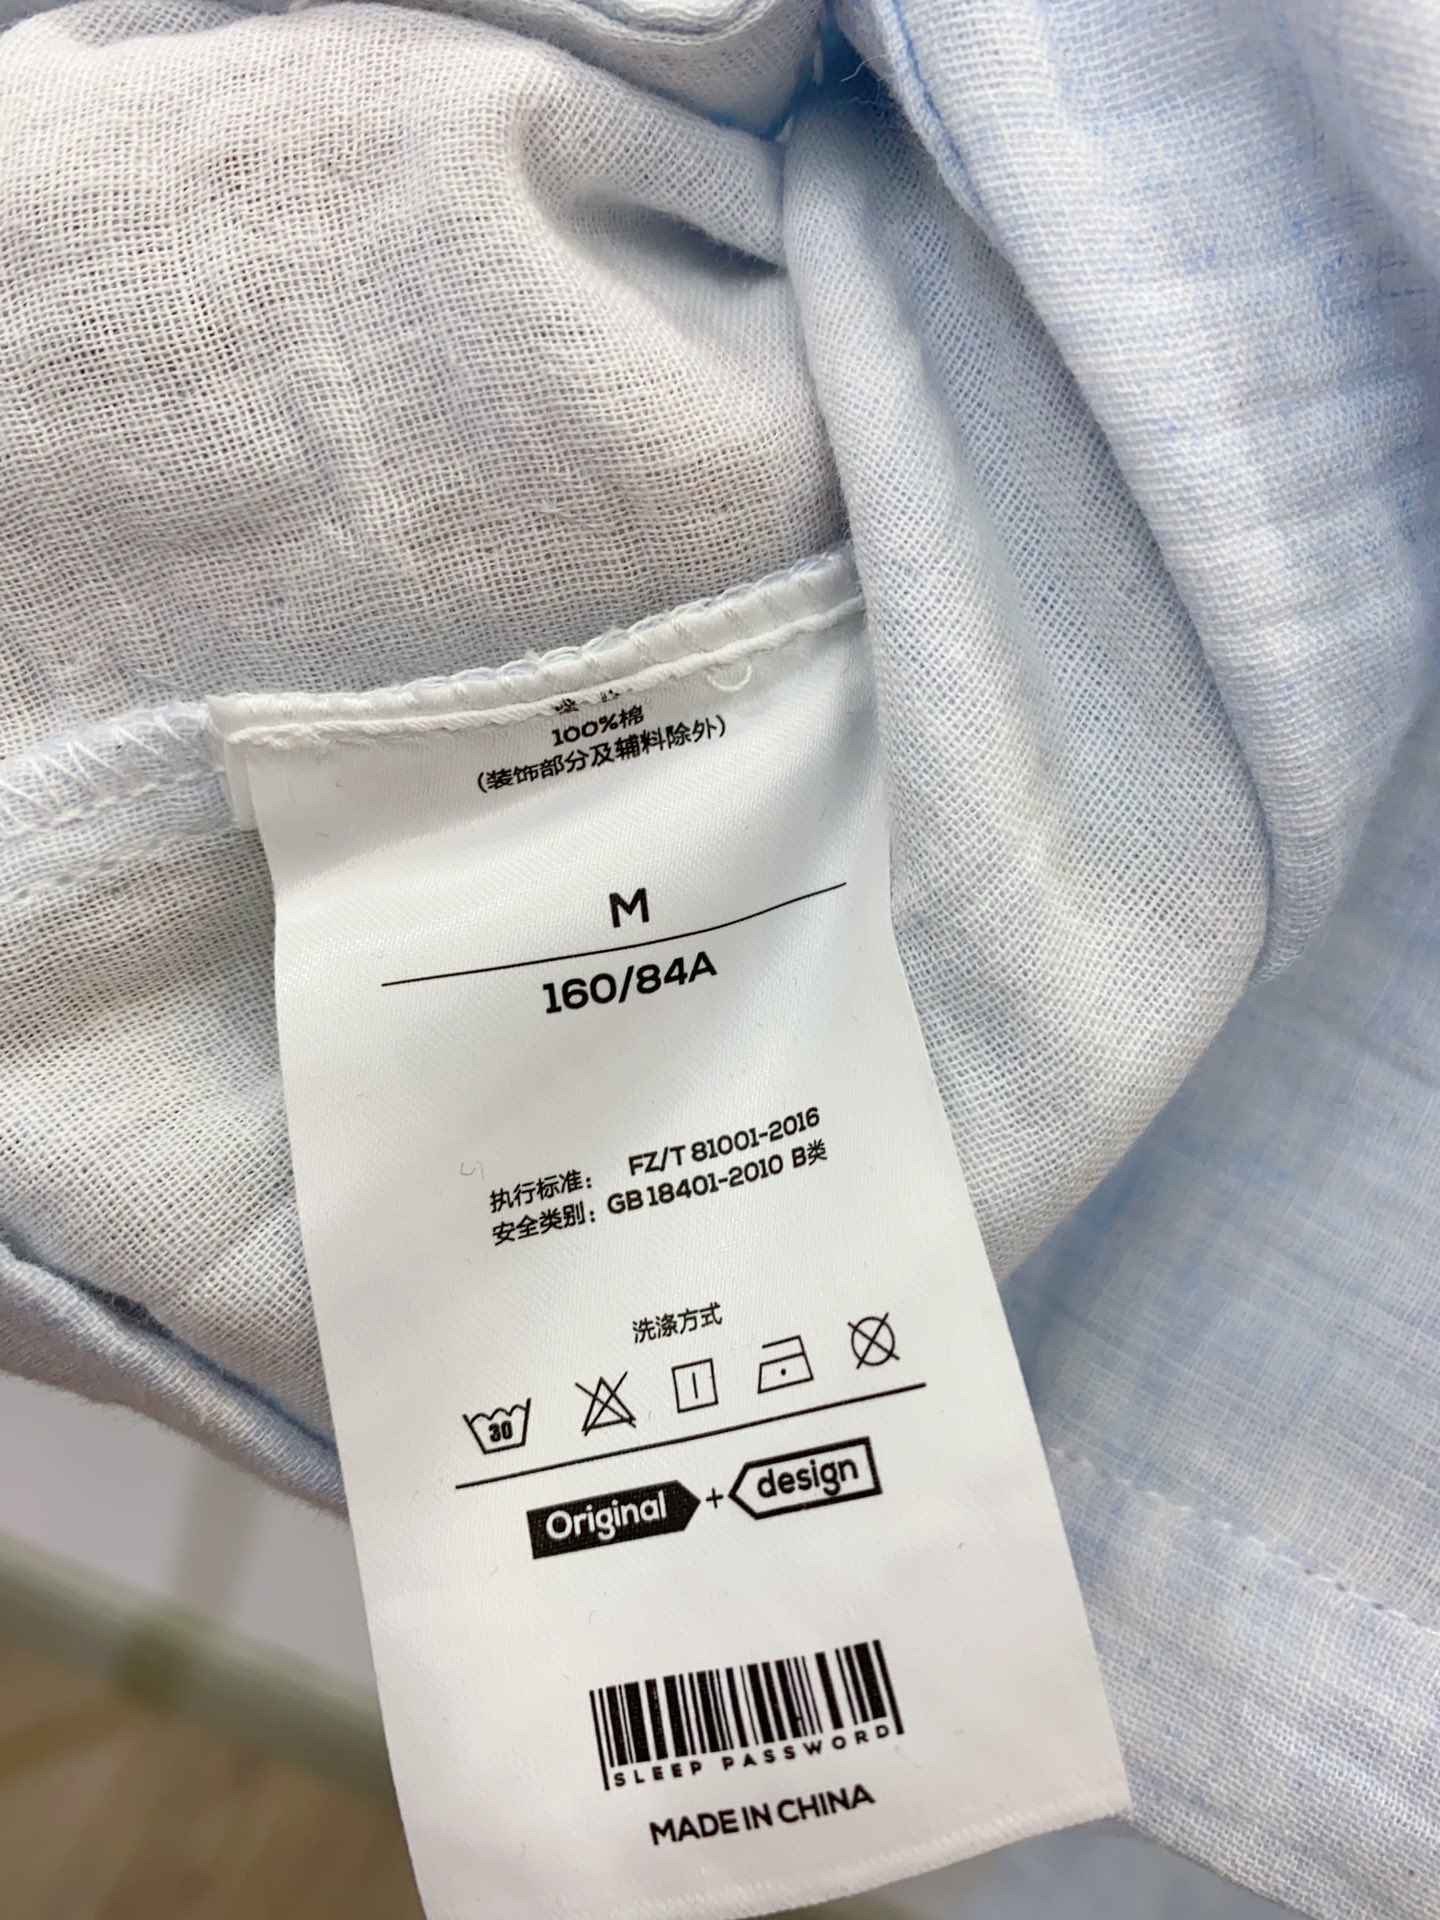 100%棉
(装饰部分及辅料除外)
M
160/84A
执行标准: FZ/T 81001-2016
安全类别: GB 18401-2010 B类
洗涤方式
30
Original + design
SLEEP PASSWORD
MADE IN CHINA